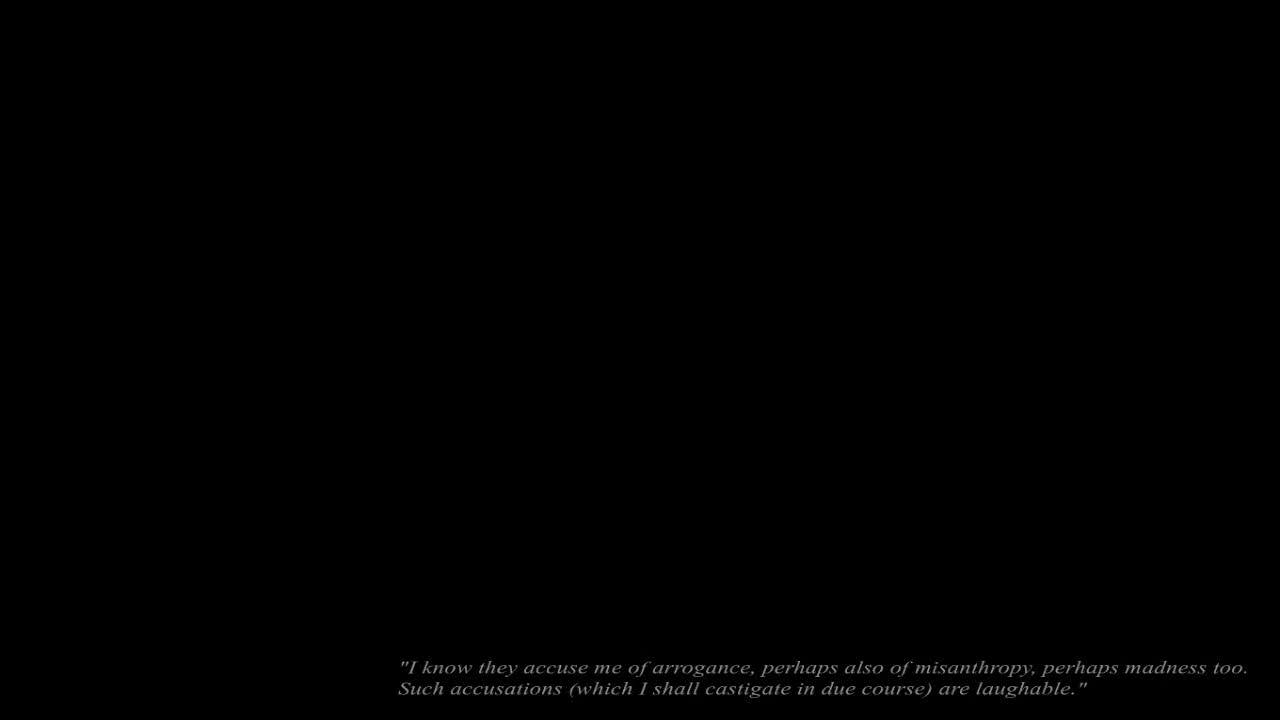 "I know they accuse me of arrogance, perhaps also of misanthropy, perhaps madness too.
Such accusations (which I shall castigate in due course) are laughable."